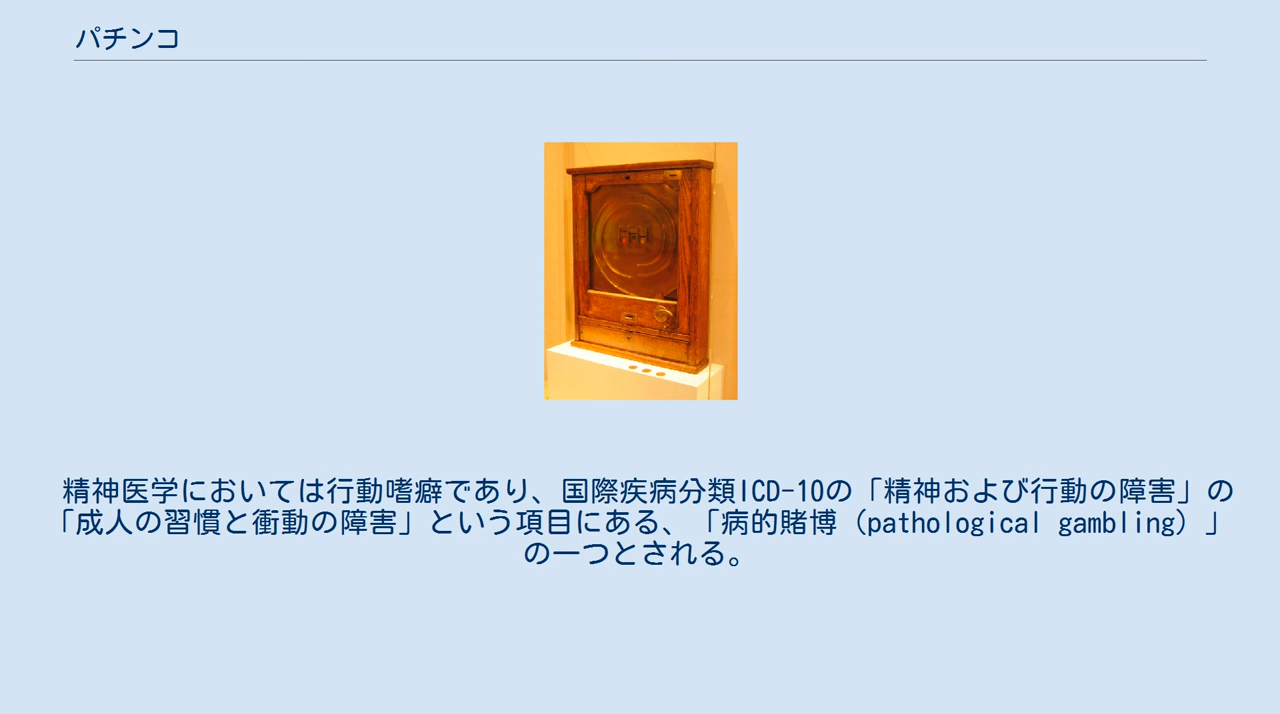 パチンコ
精神医学においては行動嗜癖であり、国際疾病分類ICD-10の「精神および行動の障害」の
「成人の習慣と衝動の障害」という項目にある、「病的賭博（pathological gambling）」
の一つとされる。